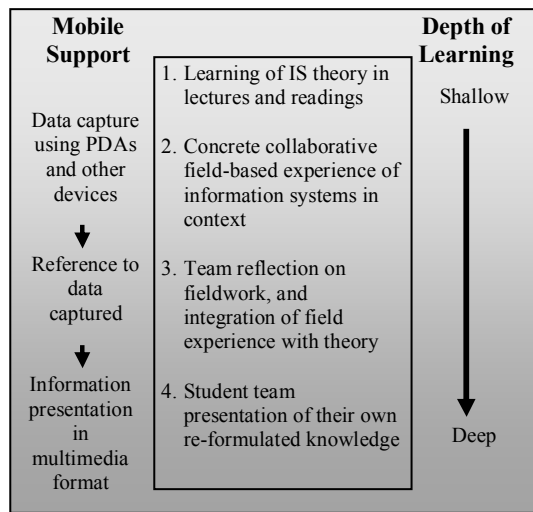 Mobile
Support
Data capture
using PDAs
and other
devices
Reference to
data
captured
Information
presentation
in
multimedia
format
1. Learning of IS theory in
lectures and readings
2. Concrete collaborative
field-based experience of
information systems in
context
3. Team reflection on
fieldwork, and
integration of field
experience with theory
4. Student team
presentation of their own
re-formulated knowledge
Depth of
Learning
Shallow
Deep